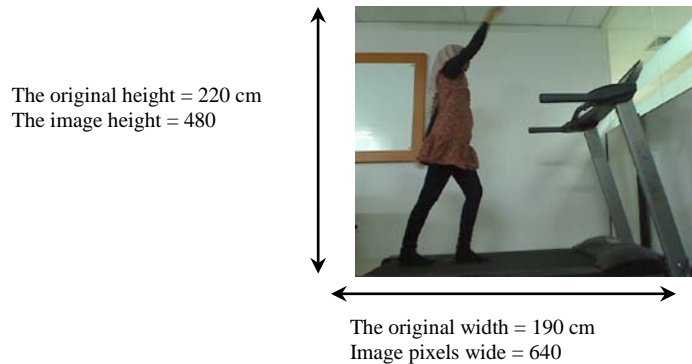 The original height = 220 cm
The image height = 480
The original width = 190 cm
Image pixels wide = 640